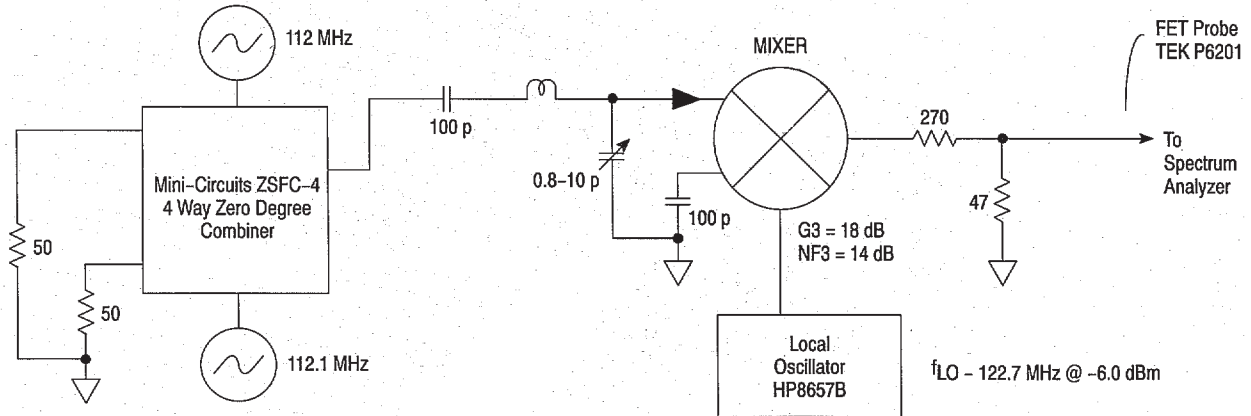 112 MHz
Mini–Circuits ZSFC–4
4 Way Zero Degree
Combiner
50
50
112.1 MHz
100 p
0.8–10 p
100 p
MIXER
G3 = 18 dB
NF3 = 14 dB
Local
Oscillator
HP8657B
fLO – 122.7 MHz @ –6.0 dBm
270
47
FET Probe
TEK P6201
To
Spectrum
Analyzer